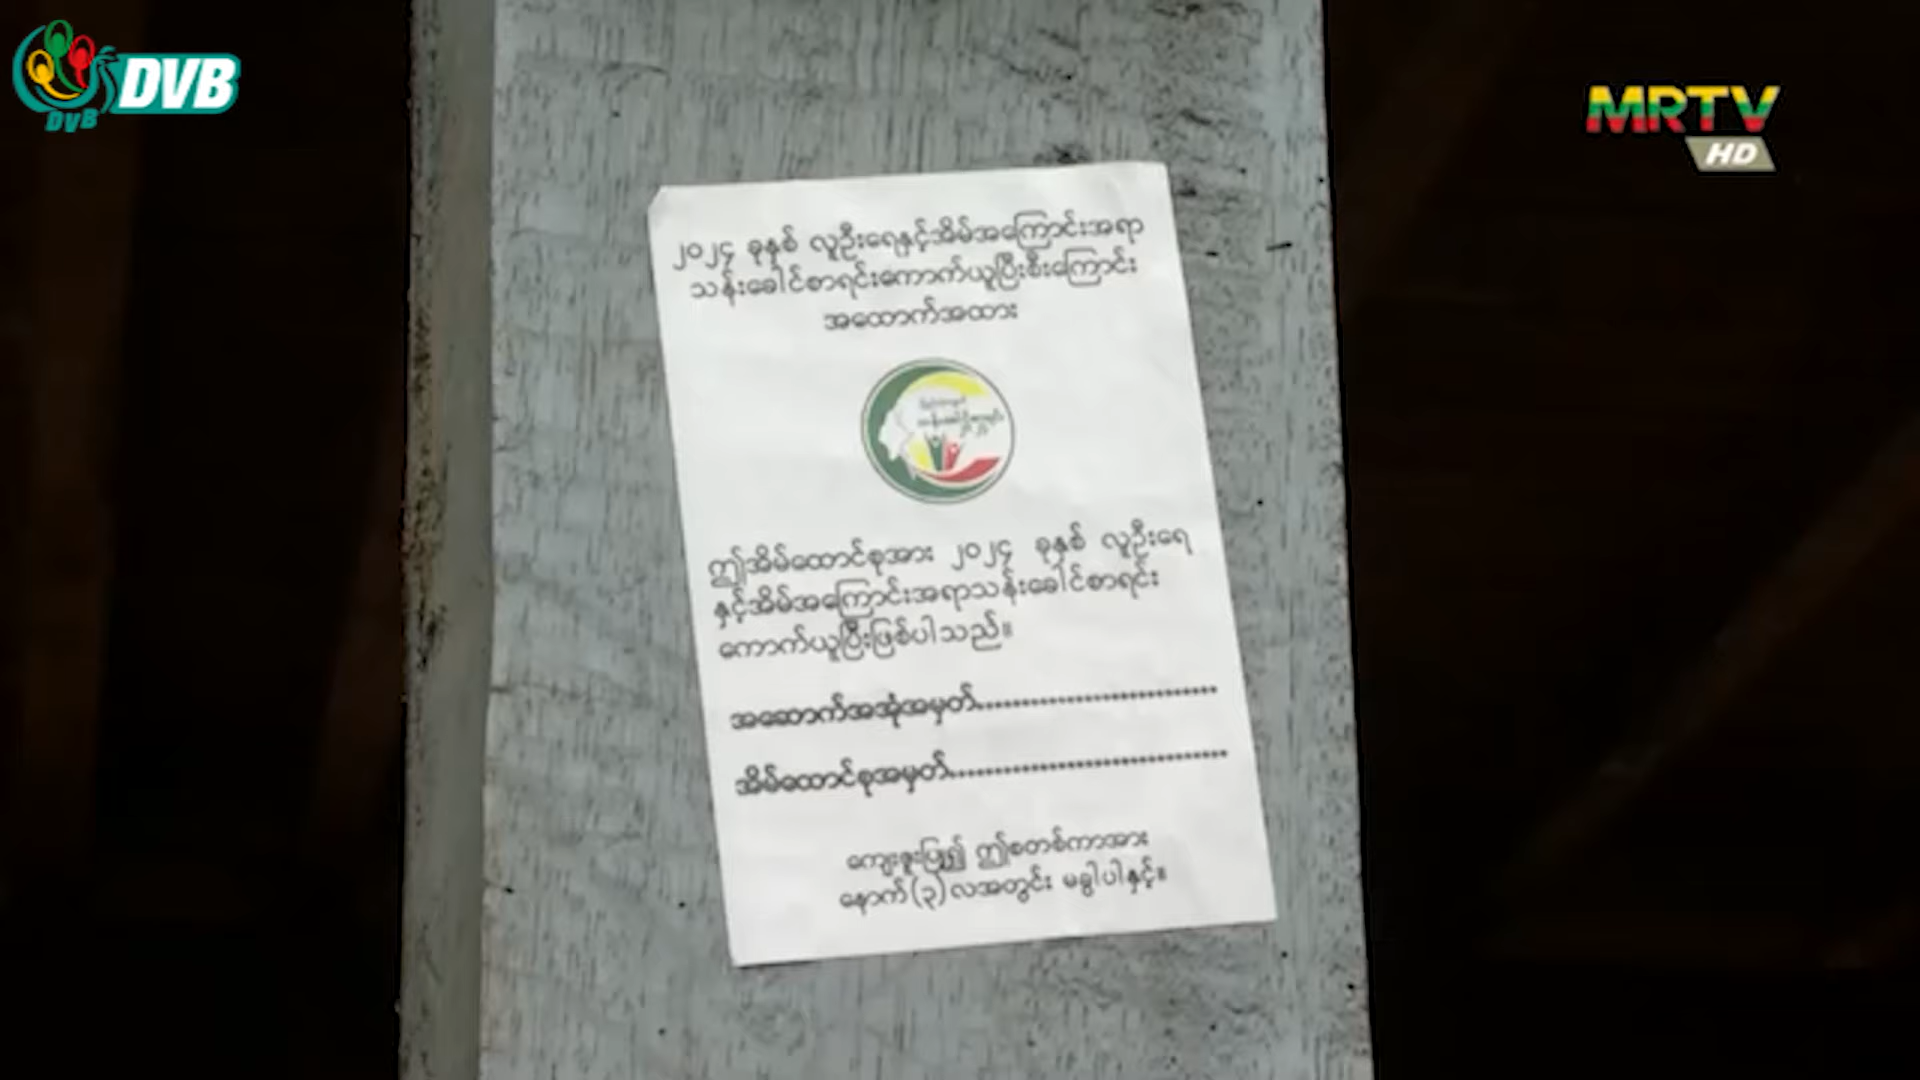 DVB
DVB
MRTV
HD
၂၀၂၄ ခုနှစ် လူဦးရေနှင့်အိမ်အကြောင်းအရာ
သန်းခေါင်စာရင်းကောက်ယူပြီးစီးကြောင်း
အထောက်အထား
ဤအိမ်ထောင်စုအား ၂၀၂၄ ခုနှစ် လူဦးရေ
နှင့်အိမ်အကြောင်းအရာသန်းခေါင်စာရင်း
ကောက်ယူပြီးဖြစ်ပါသည်။
အဆောက်အအုံအမှတ်................................
အိမ်ထောင်စုအမှတ်....................................
ကျေးဇူးပြု၍ ဤစတစ်ကာအား
နောက်(၃)လအတွင်း မခွါပါနှင့်။